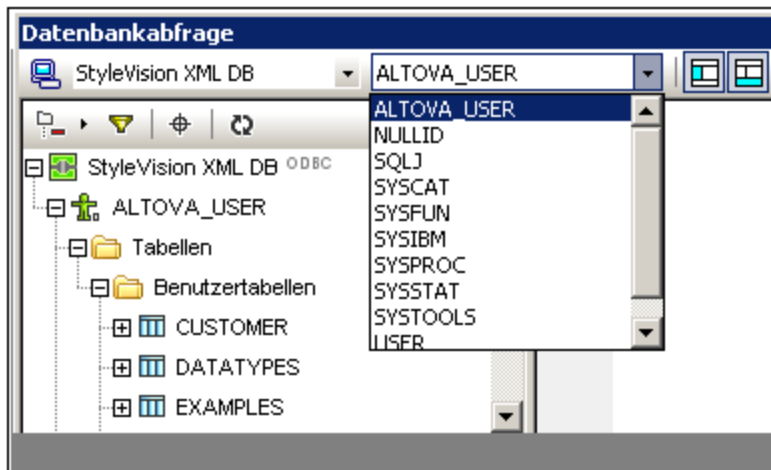 Datenbankabfrage
StyleVision XML DB
ALTOVA_USER
ALTOVA_USER
NULLID
SQLJ
SYSCAT
SYSFUN
SYSIBM
SYSPROC
SYSSTAT
SYSTOOLS
USER
StyleVision XML DB ODBC
ALTOVA_USER
Tabellen
Benutzertabellen
CUSTOMER
DATATYPES
EXAMPLES